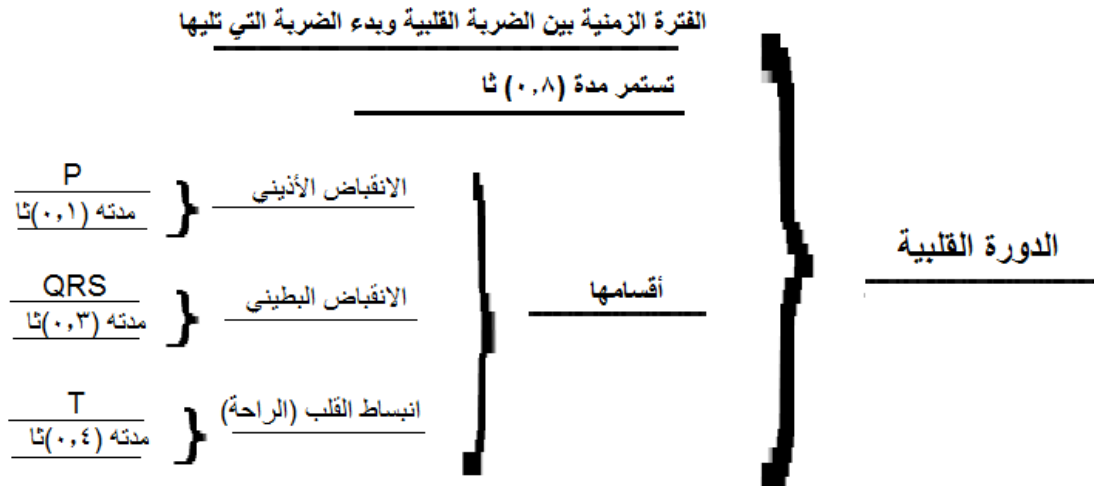 الدورة القلبية
الفترة الزمنية بين الضربة القلبية وبدء الضربة التي تليها
تستمر مدة (٠,٨) ثا
أقسامها
الانقباض الأذيني
P
مدته (٠,١)ثا
الانقباض البطيني
QRS
مدته (٠,٣)ثا
انبساط القلب (الراحة)
T
مدته (٠,٤)ثا